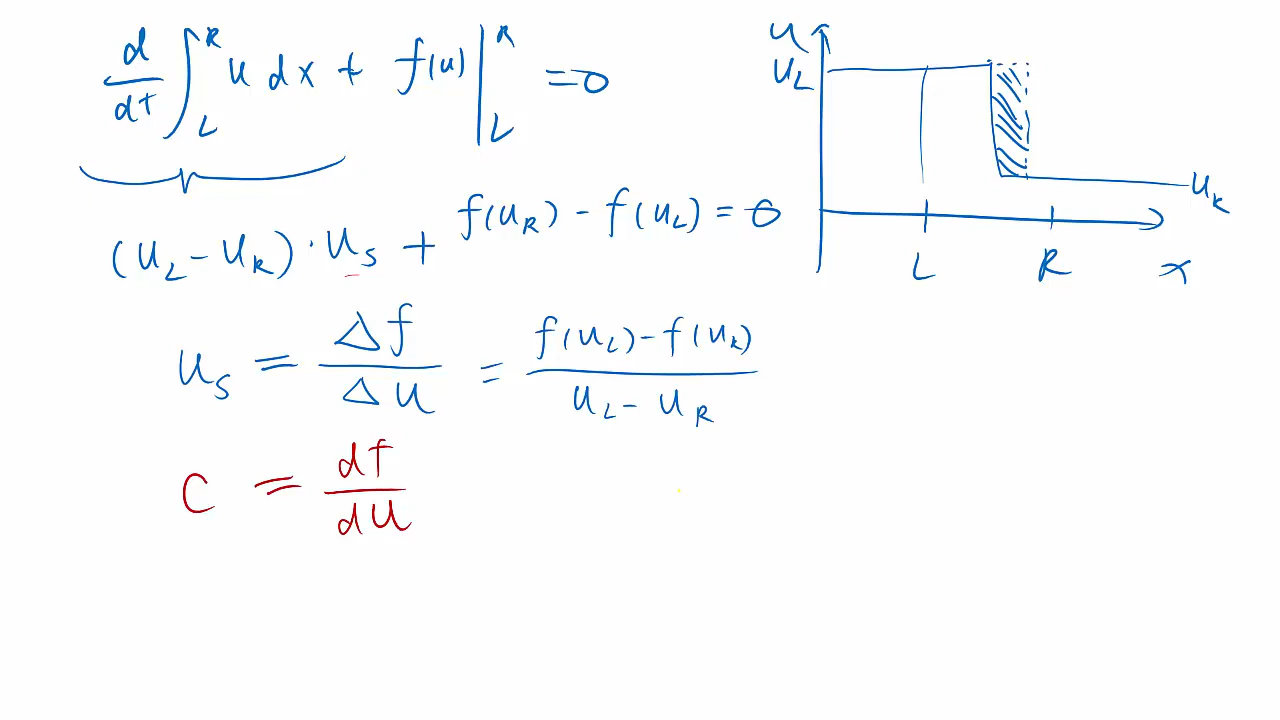 d/dt ∫_L^R u dx + f(u) |_L^R = 0
(u_L − u_R) · u_S + f(u_R) − f(u_L) = 0
u_S = Δf/Δu = (f(u_L) − f(u_R))/(u_L − u_R)
c = df/du
u
u_L
u_R
L R x